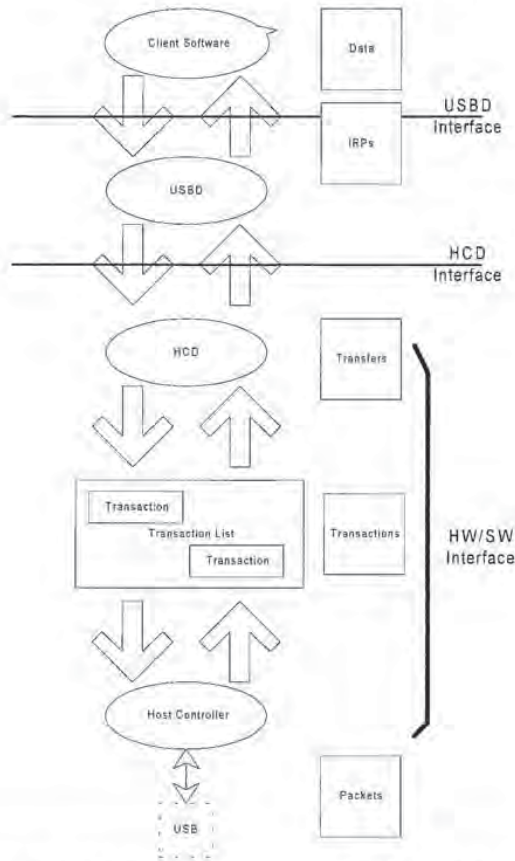 Client Software
Data
USBD
Interface
IRPs
USBD
HCD
Interface
HCD
Transfers
Transaction
Transaction List
Transaction
Transactions
HW/SW
Interface
Host Controller
Packets
USB